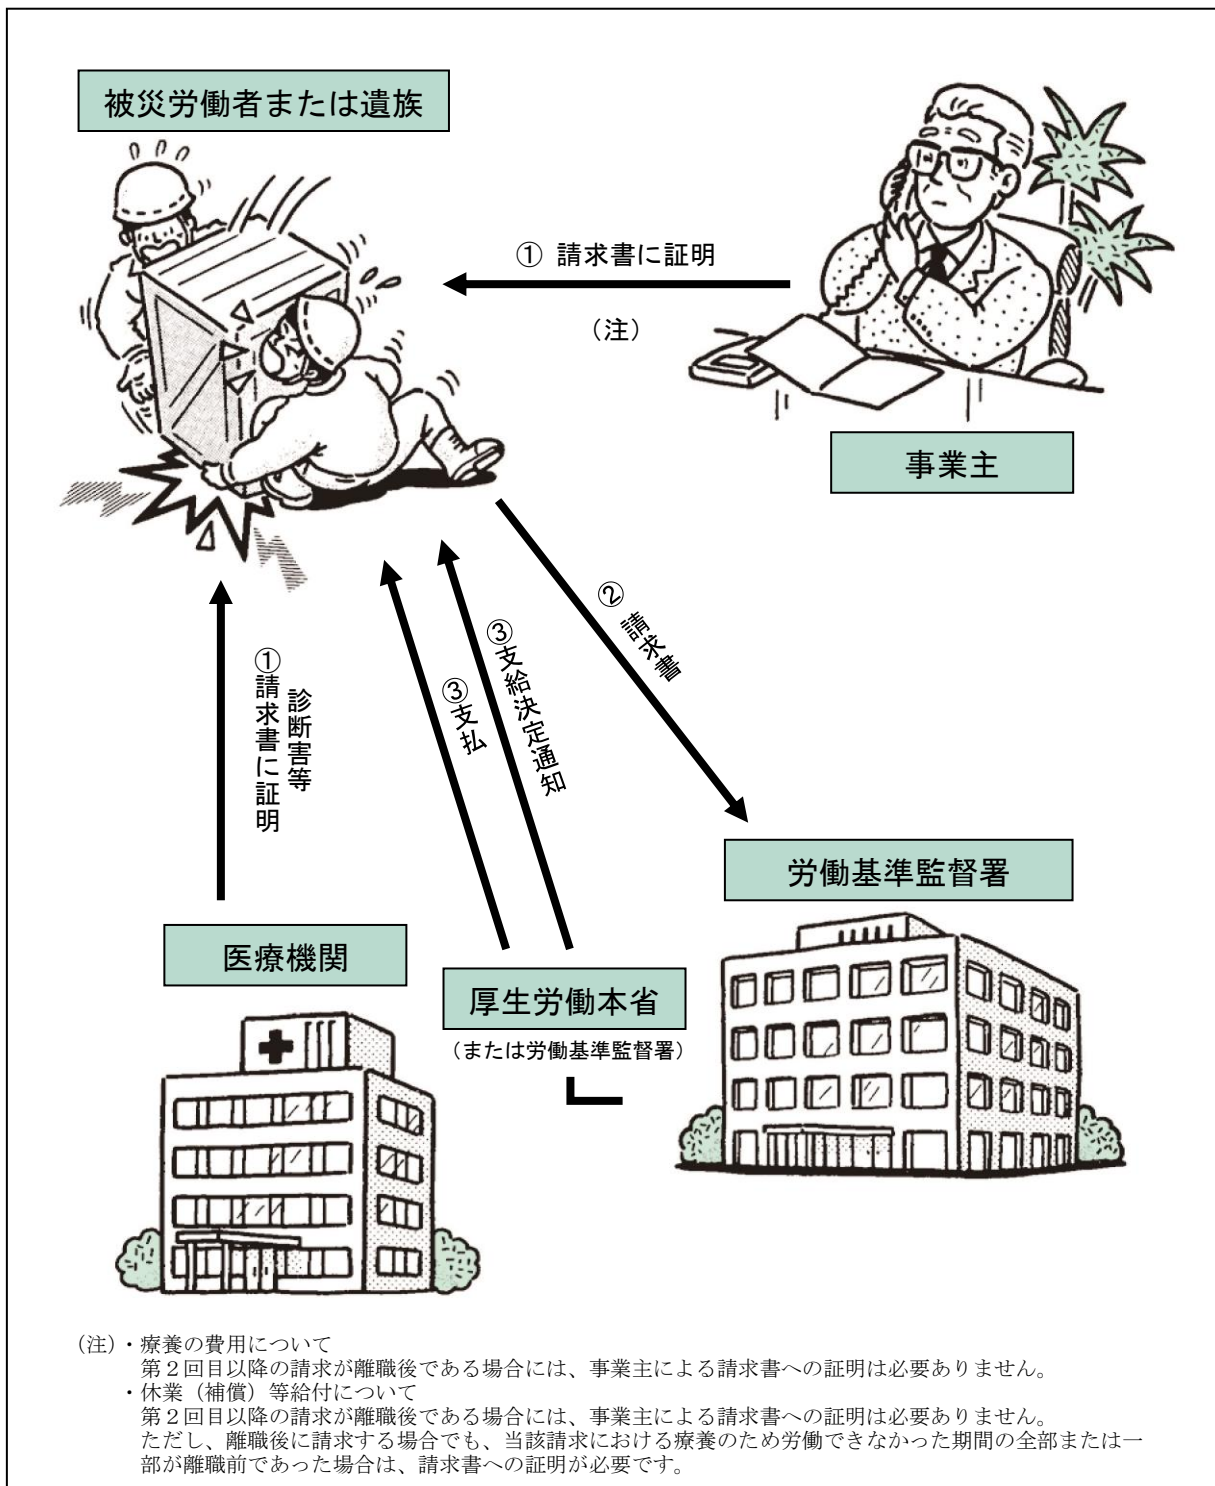 被災労働者または遺族
① 請求書に証明
（注）
事業主
②請求書
③支給決定通知
③支払
①請求書に証明
診断害等
労働基準監督署
医療機関
厚生労働本省
（または労働基準監督署）
（注）・療養の費用について
第２回目以降の請求が離職後である場合には、事業主による請求書への証明は必要ありません。
・休業（補償）等給付について
第２回目以降の請求が離職後である場合には、事業主による請求書への証明は必要ありません。
ただし、離職後に請求する場合でも、当該請求における療養のため労働できなかった期間の全部または一
部が離職前であった場合は、請求書への証明が必要です。